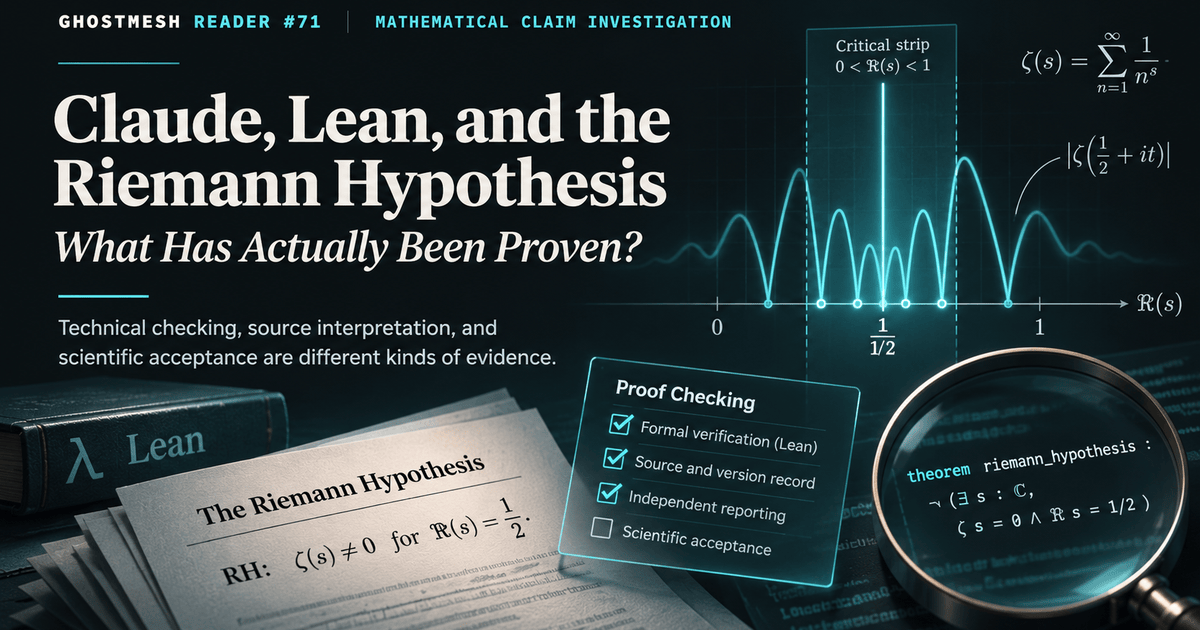 GHOSTMESH READER #71 | MATHEMATICAL CLAIM INVESTIGATION
Claude, Lean, and the
Riemann Hypothesis
What Has Actually Been Proven?
Technical checking, source interpretation, and
scientific acceptance are different kinds of evidence.
Critical strip
0 < ℜ(s) < 1
ζ(s) = ∑_{n=1}^{∞} 1/n^s
|ζ(1/2 + it)|
0
1
1/2
1
ℜ(s)
λ Lean
The Riemann Hypothesis
RH: ζ(s) ≠ 0 for ℜ(s) = 1/2.
Proof Checking
☑ Formal verification (Lean)
☑ Source and version record
☑ Independent reporting
☐ Scientific acceptance
theorem riemann_hypothesis :
¬ (∃ s : ℂ,
ζ s = 0 ∧ ℜ s = 1/2 )